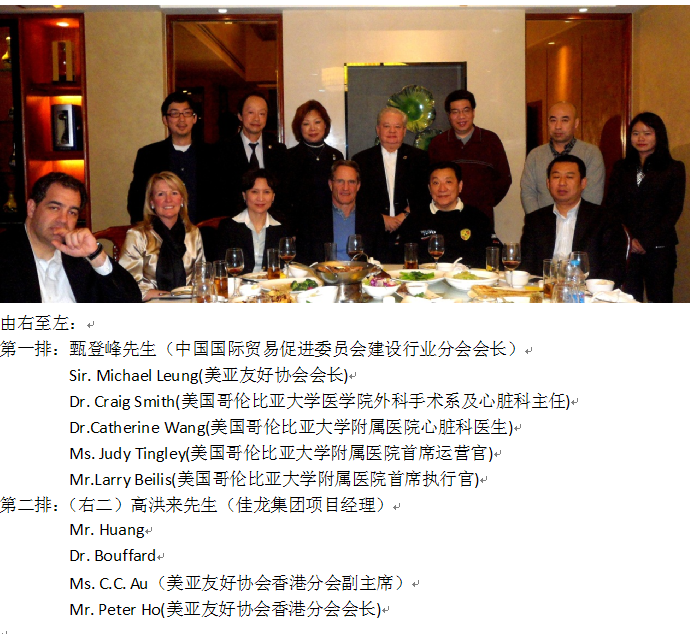 由右至左：
第一排：甄登峰先生（中国国际贸易促进委员会建设行业分会会长）
Sir. Michael Leung(美亚友好协会会长)
Dr. Craig Smith(美国哥伦比亚大学医学院外科手术系及心脏科主任)
Dr.Catherine Wang(美国哥伦比亚大学附属医院心脏科医生)
Ms. Judy Tingley(美国哥伦比亚大学附属医院首席运营官)
Mr.Larry Beilis(美国哥伦比亚大学附属医院首席执行官)
第二排：（右二）高洪来先生（佳龙集团项目经理）
Mr. Huang
Dr. Bouffard
Ms. C.C. Au（美亚友好协会香港分会副主席）
Mr. Peter Ho(美亚友好协会香港分会会长)